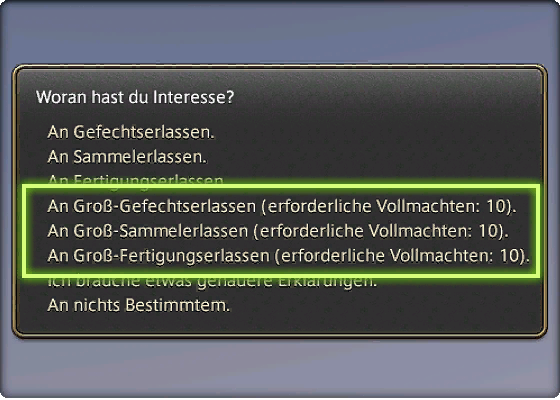 Woran hast du Interesse?
An Gefechtserlassen.
An Sammelerlassen.
An Fertigungserlassen.
An Groß-Gefechtserlassen (erforderliche Vollmachten: 10).
An Groß-Sammelerlassen (erforderliche Vollmachten: 10).
An Groß-Fertigungserlassen (erforderliche Vollmachten: 10).
Ich brauche etwas genauere Erklärungen.
An nichts Bestimmtem.